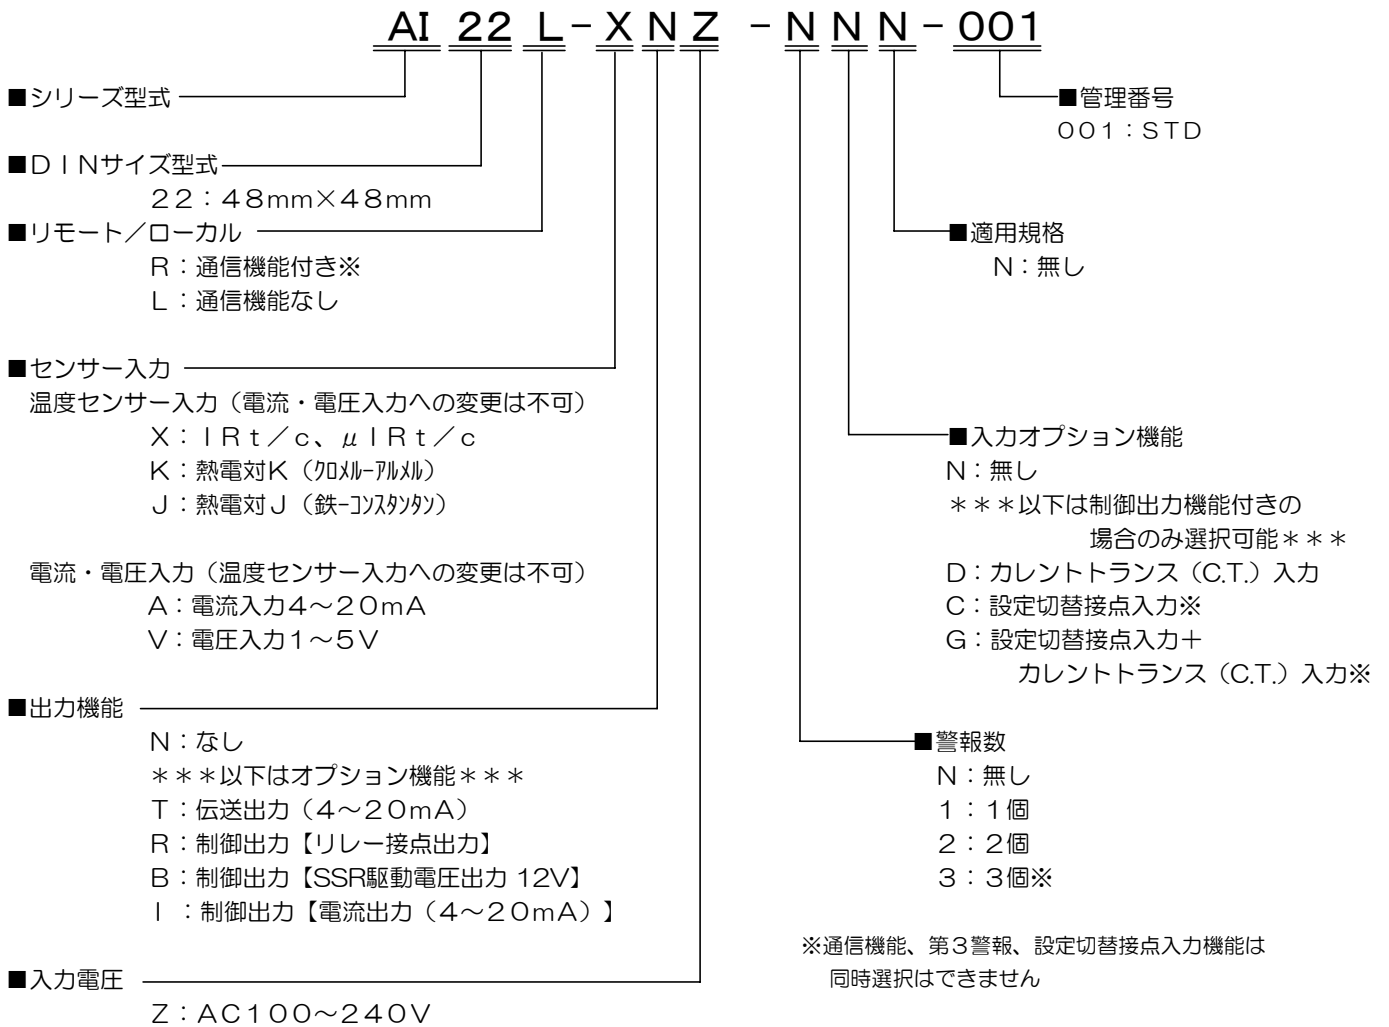 AI 22 L-XNZ -NNN-001
■シリーズ型式
■DINサイズ型式
22:48mm×48mm
■リモート/ローカル
R:通信機能付き※
L:通信機能なし
■センサー入力
温度センサー入力(電流・電圧入力への変更は不可)
X:IRt/c、μIRt/c
K:熱電対K(クロメル-アルメル)
J:熱電対J(鉄-コンスタンタン)
電流・電圧入力(温度センサー入力への変更は不可)
A:電流入力4~20mA
V:電圧入力1~5V
■出力機能
N:なし
***以下はオプション機能***
T:伝送出力(4~20mA)
R:制御出力【リレー接点出力】
B:制御出力【SSR駆動電圧出力 12V】
I:制御出力【電流出力(4~20mA)】
■入力電圧
Z:AC100~240V
■管理番号
001:STD
■適用規格
N:無し
■入力オプション機能
N:無し
***以下は制御出力機能付きの
場合のみ選択可能***
D:カレントトランス(C.T.)入力
C:設定切替接点入力※
G:設定切替接点入力+
カレントトランス(C.T.)入力※
■警報数
N:無し
1:1個
2:2個
3:3個※
※通信機能、第3警報、設定切替接点入力機能は
同時選択はできません